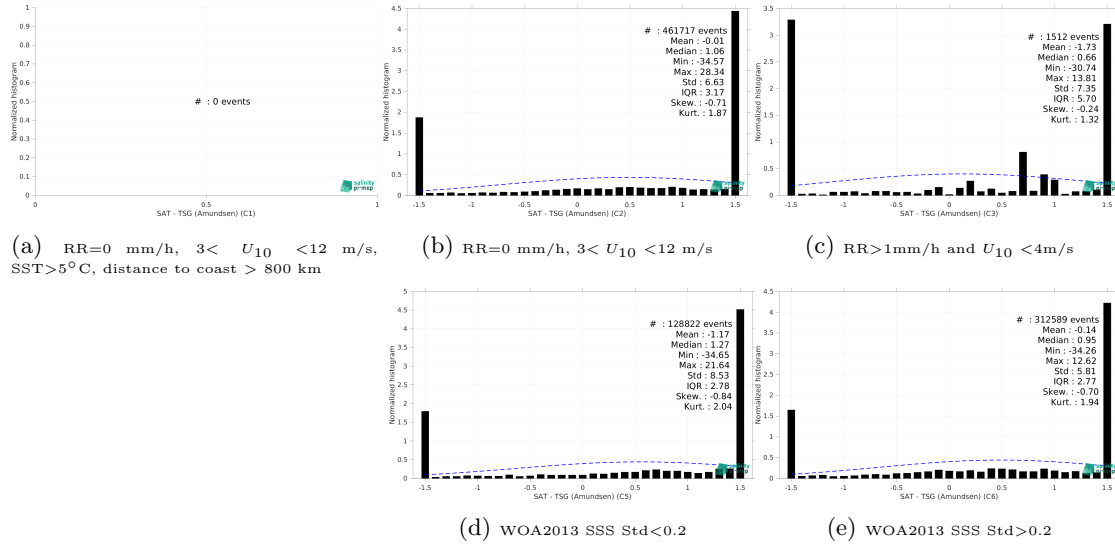 1
0.9
0.8
0.7
0.6
0.5
0.4
0.3
0.2
0.1
0
Normalized histogram
# : 0 events
0 0.5 1
SAT - TSG (Amundsen) (C1)
salinity
pi-mep
(a) RR=0 mm/h, 3< U10 <12 m/s,
SST>5°C, distance to coast > 800 km
4.5
4
3.5
3
2.5
2
1.5
1
0.5
0
Normalized histogram
# : 461717 events
Mean : -0.01
Median : 1.06
Min : -34.57
Max : 28.34
Std : 6.63
IQR : 3.17
Skew. : -0.71
Kurt. : 1.87
-1.5 -1 -0.5 0 0.5 1 1.5
SAT - TSG (Amundsen) (C2)
(b) RR=0 mm/h, 3< U10 <12 m/s
3.5
3
2.5
2
1.5
1
0.5
0
Normalized histogram
# : 1512 events
Mean : -1.73
Median : 0.66
Min : -30.74
Max : 13.81
Std : 7.35
IQR : 5.70
Skew. : -0.24
Kurt. : 1.32
-1.5 -1 -0.5 0 0.5 1 1.5
SAT - TSG (Amundsen) (C3)
(c) RR>1mm/h and U10 <4m/s
5
4.5
4
3.5
3
2.5
2
1.5
1
0.5
0
Normalized histogram
# : 128822 events
Mean : -1.17
Median : 1.27
Min : -34.65
Max : 21.64
Std : 8.53
IQR : 2.78
Skew. : -0.84
Kurt. : 2.04
-1.5 -1 -0.5 0 0.5 1 1.5
SAT - TSG (Amundsen) (C5)
(d) WOA2013 SSS Std<0.2
4.5
4
3.5
3
2.5
2
1.5
1
0.5
0
Normalized histogram
# : 312589 events
Mean : -0.14
Median : 0.95
Min : -34.26
Max : 12.62
Std : 5.81
IQR : 2.77
Skew. : -0.70
Kurt. : 1.94
-1.5 -1 -0.5 0 0.5 1 1.5
SAT - TSG (Amundsen) (C6)
(e) WOA2013 SSS Std>0.2